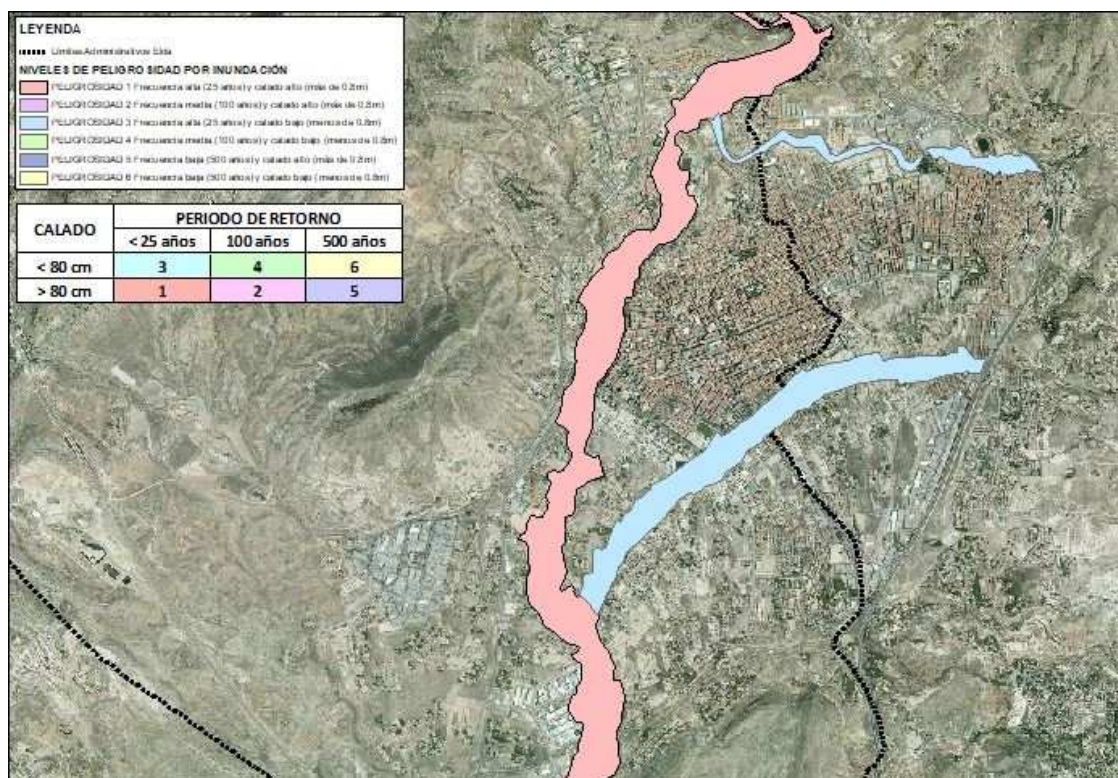 LEYENDA
Límites Administrativos Elda
NIVELES DE PELIGROSIDAD POR INUNDACIÓN
PELIGROSIDAD 1 Frecuencia alta (25 años) y calado alto (más de 0.8m)
PELIGROSIDAD 2 Frecuencia media (100 años) y calado alto (más de 0.8m)
PELIGROSIDAD 3 Frecuencia alta (25 años) y calado bajo (menos de 0.8m)
PELIGROSIDAD 4 Frecuencia media (100 años) y calado bajo (menos de 0.8m)
PELIGROSIDAD 5 Frecuencia baja (500 años) y calado alto (más de 0.8m)
PELIGROSIDAD 6 Frecuencia baja (500 años) y calado bajo (menos de 0.8m)
CALADO PERIODO DE RETORNO
< 25 años 100 años 500 años
< 80 cm 3 4 6
> 80 cm 1 2 5